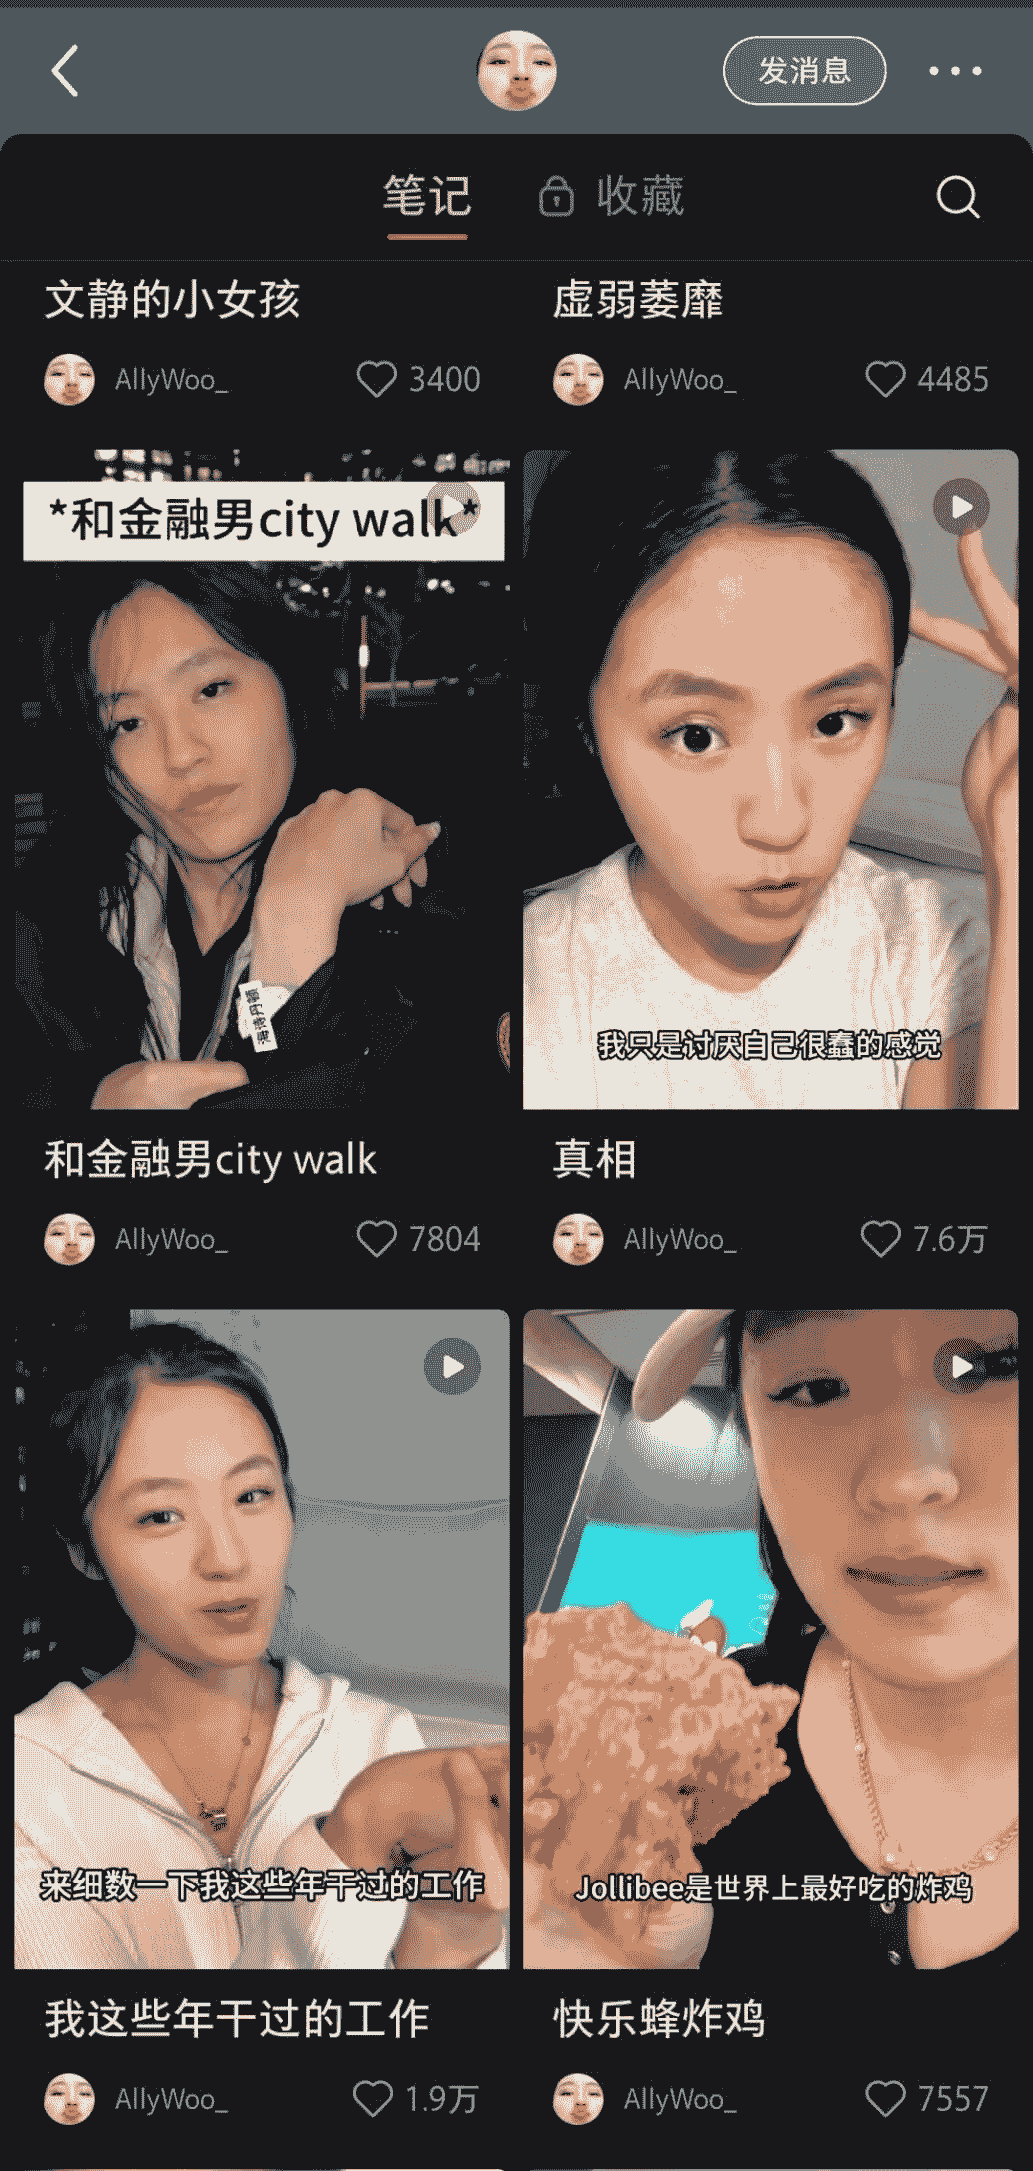 发消息
笔记
收藏
文静的小女孩
虚弱萎靡
AllyWoo_
3400
AllyWoo_
4485
*和金融男city walk*
我只是讨厌自己很蠢的感觉
和金融男city walk
真相
AllyWoo_
7804
AllyWoo_
7.6万
来细数一下我这些年干过的工作
Jollibee是世界上最好吃的炸鸡
我这些年干过的工作
快乐蜂炸鸡
AllyWoo_
1.9万
AllyWoo_
7557